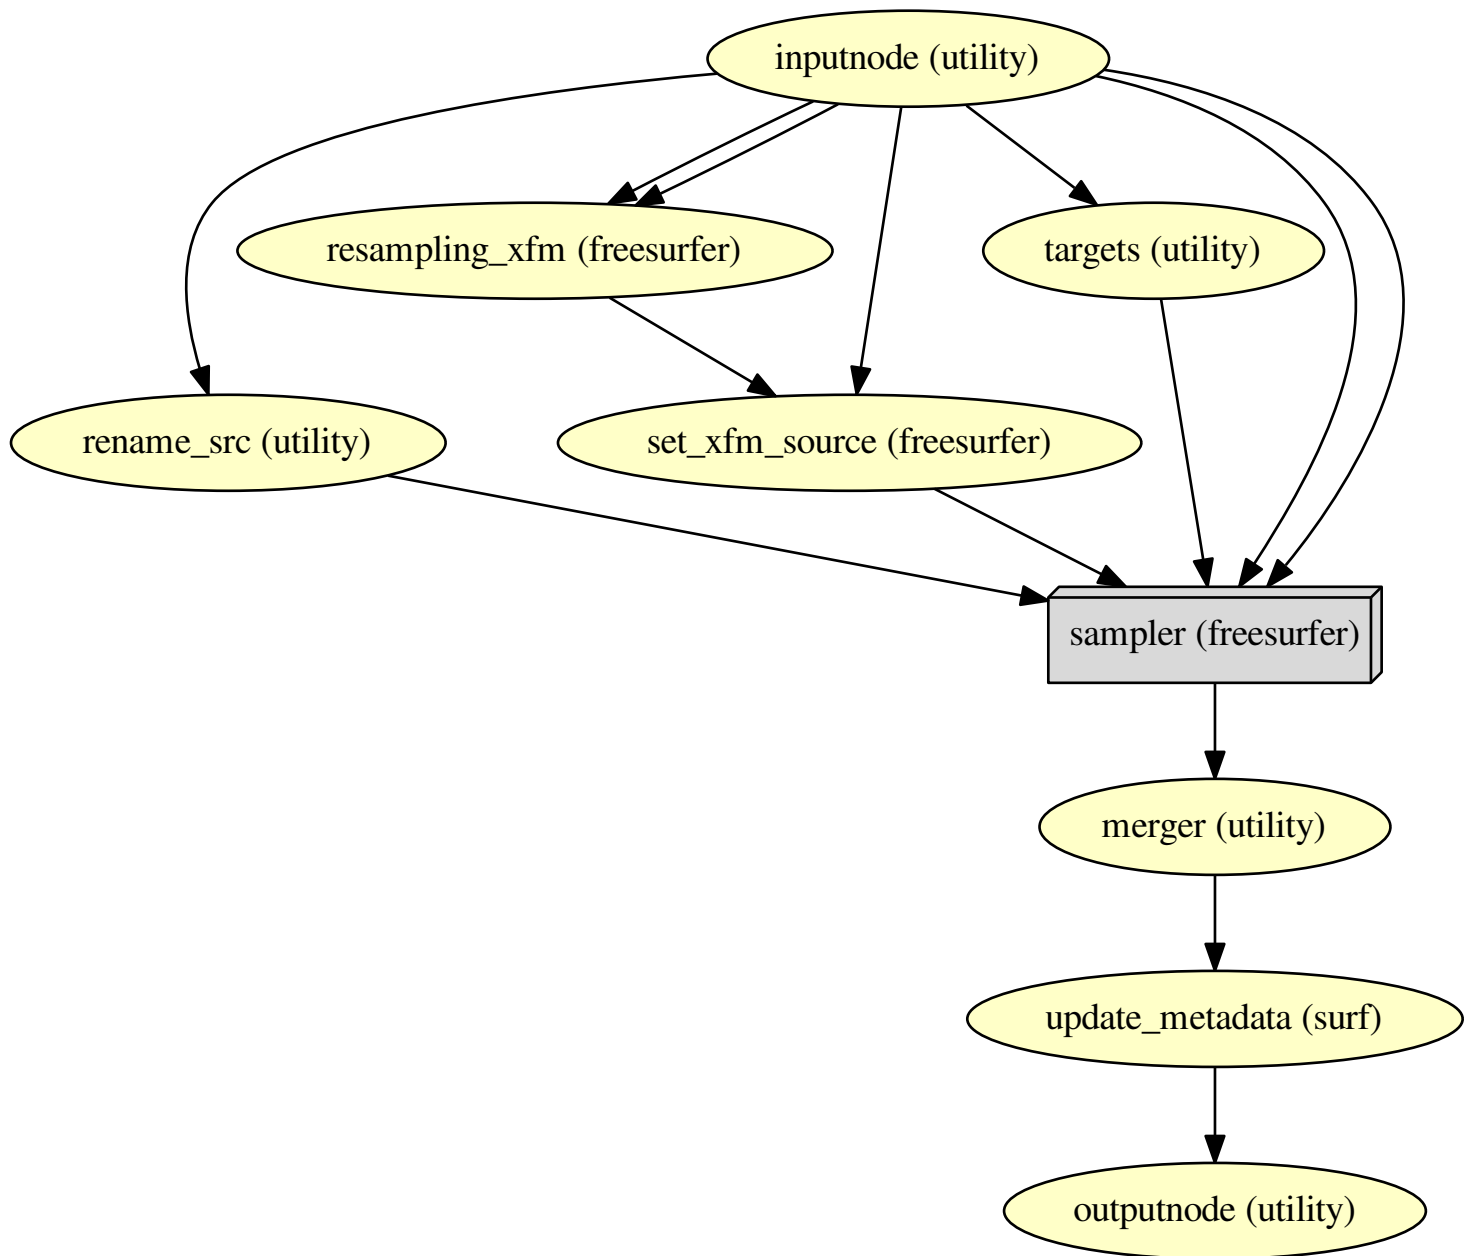 inputnode (utility)
resampling_xfm (freesurfer)
targets (utility)
rename_src (utility)
set_xfm_source (freesurfer)
sampler (freesurfer)
merger (utility)
update_metadata (surf)
outputnode (utility)